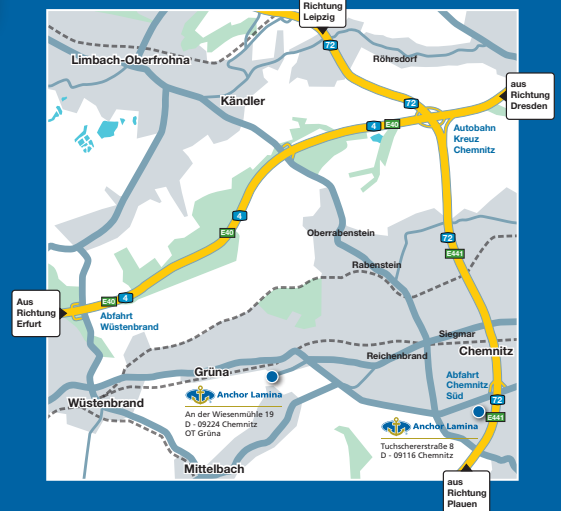 Richtung
Leipzig
72
Röhrsdorf
Limbach-Oberfrohna
aus
Richtung
Dresden
Kändler
72
4
E40
Autobahn
Kreuz
Chemnitz
4
E40
Oberrabenstein
72
E441
Rabenstein
Aus
Richtung
Erfurt
E40
4
Abfahrt
Wüstenbrand
Siegmar
Chemnitz
Reichenbrand
Grüna
Abfahrt
Chemnitz
Süd
Anchor Lamina
An der Wiesenmühle 19
D - 09224 Chemnitz
OT Grüna
Wüstenbrand
72
E441
Anchor Lamina
Tuchschererstraße 8
D - 09116 Chemnitz
Mittelbach
aus
Richtung
Plauen